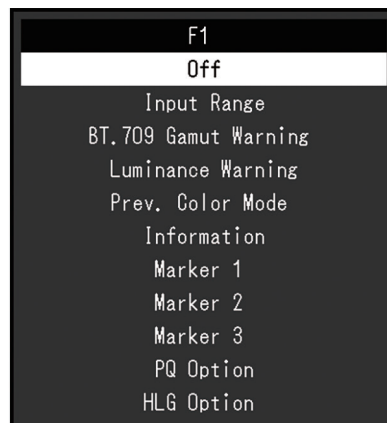 F1
Off
Input Range
BT.709 Gamut Warning
Luminance Warning
Prev. Color Mode
Information
Marker 1
Marker 2
Marker 3
PQ Option
HLG Option